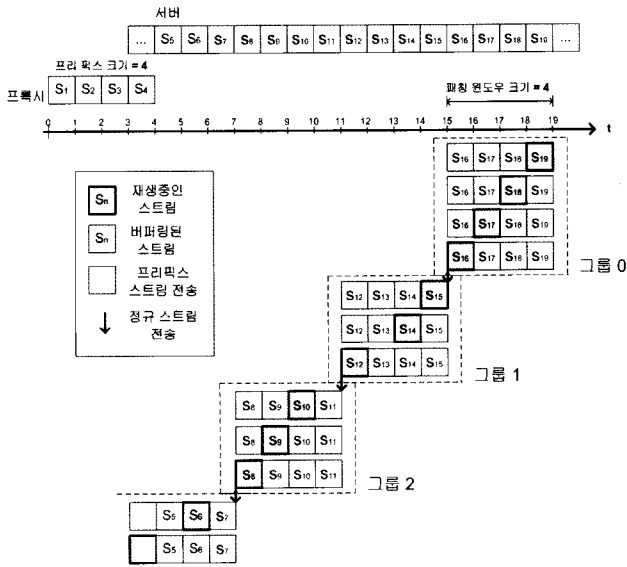 서버
... S5 S6 S7 S8 S9 S10 S11 S12 S13 S14 S15 S16 S17 S18 S19 ...
프리픽스 크기 = 4
프록시 S1 S2 S3 S4
패칭 윈도우 크기 = 4
0 1 2 3 4 5 6 7 8 9 10 11 12 13 14 15 16 17 18 19 t
S16 S17 S18 S19
S16 S17 S18 S19
S16 S17 S18 S19
S16 S17 S18 S19
그룹 0
Sn 재생중인
스트림
Sn 버퍼링된
스트림
프리픽스
스트림 전송
정규 스트림
전송
S12 S13 S14 S15
S12 S13 S14 S15
S12 S13 S14 S15
그룹 1
S8 S9 S10 S11
S8 S9 S10 S11
S8 S9 S10 S11
그룹 2
S5 S6 S7
S5 S6 S7